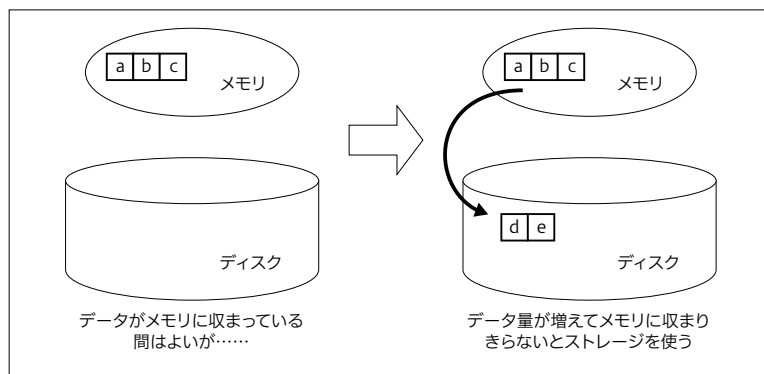 a b c
メモリ
ディスク
データがメモリに収まっている
間はよいが……
a b c
メモリ
d e
ディスク
データ量が増えてメモリに収まり
きらないとストレージを使う